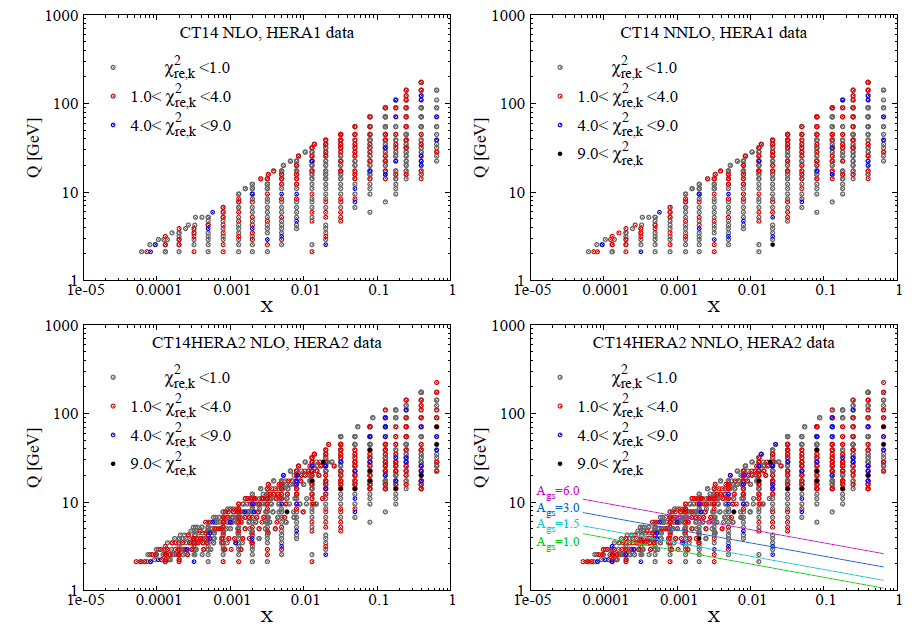 CT14 NLO, HERA1 data
χ²re,k <1.0
1.0< χ²re,k <4.0
4.0< χ²re,k <9.0
Q [GeV]
1000
100
10
1
1e-05 0.0001 0.001 0.01 0.1 1
X
CT14 NNLO, HERA1 data
χ²re,k <1.0
1.0< χ²re,k <4.0
4.0< χ²re,k <9.0
9.0< χ²re,k
Q [GeV]
1000
100
10
1
1e-05 0.0001 0.001 0.01 0.1 1
X
CT14HERA2 NLO, HERA2 data
χ²re,k <1.0
1.0< χ²re,k <4.0
4.0< χ²re,k <9.0
9.0< χ²re,k
Q [GeV]
1000
100
10
1
1e-05 0.0001 0.001 0.01 0.1 1
X
CT14HERA2 NNLO, HERA2 data
χ²re,k <1.0
1.0< χ²re,k <4.0
4.0< χ²re,k <9.0
9.0< χ²re,k
Ags=6.0
Ags=3.0
Ags=1.5
Ags=1.0
Q [GeV]
1000
100
10
1
1e-05 0.0001 0.001 0.01 0.1 1
X